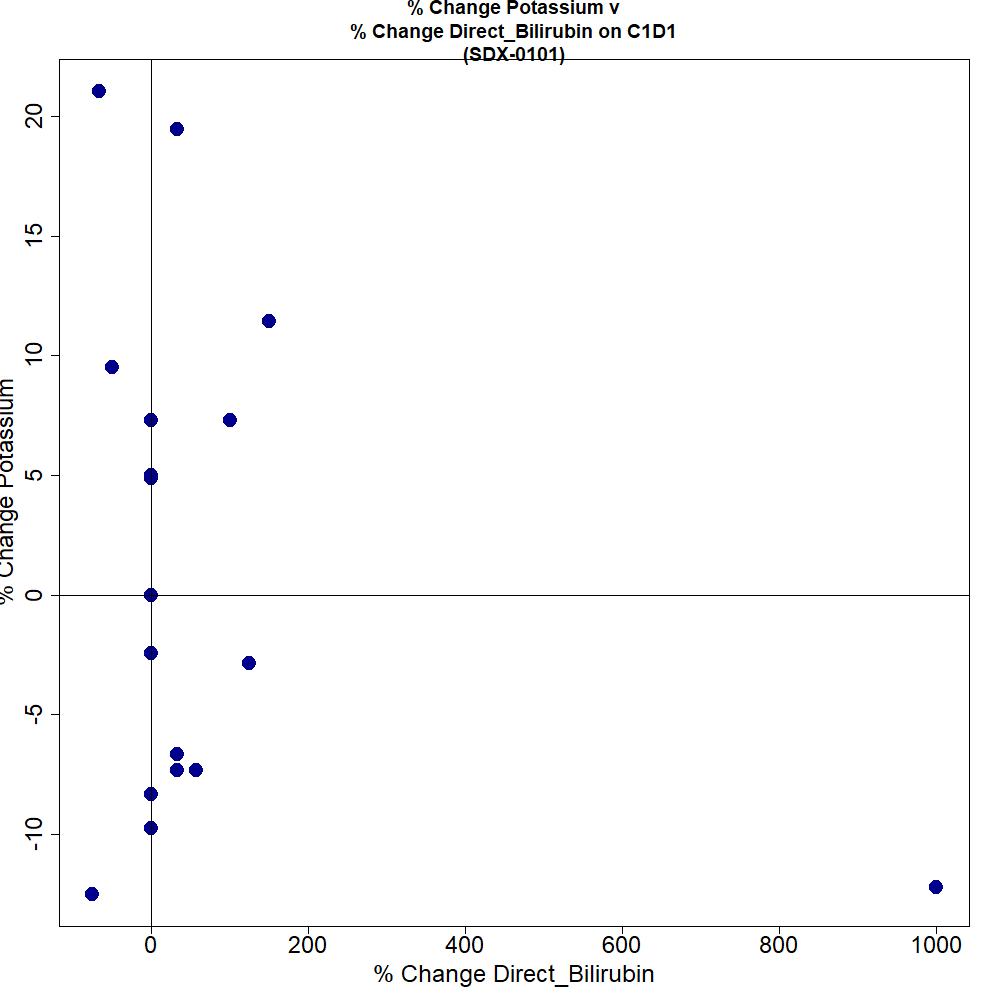 % Change Potassium v
% Change Direct_Bilirubin on C1D1
(SDX-0101)
% Change Potassium
20
15
10
5
0
-5
-10
0 200 400 600 800 1000
% Change Direct_Bilirubin